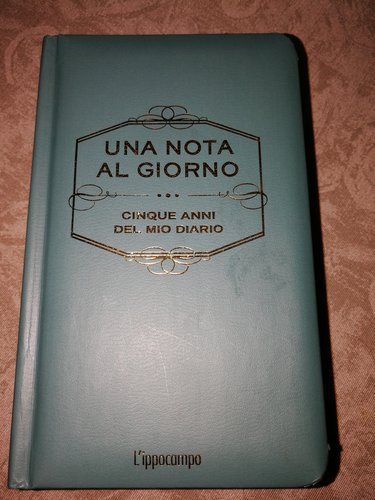 UNA NOTA
AL GIORNO
CINQUE ANNI
DEL MIO DIARIO
L'ippocampo